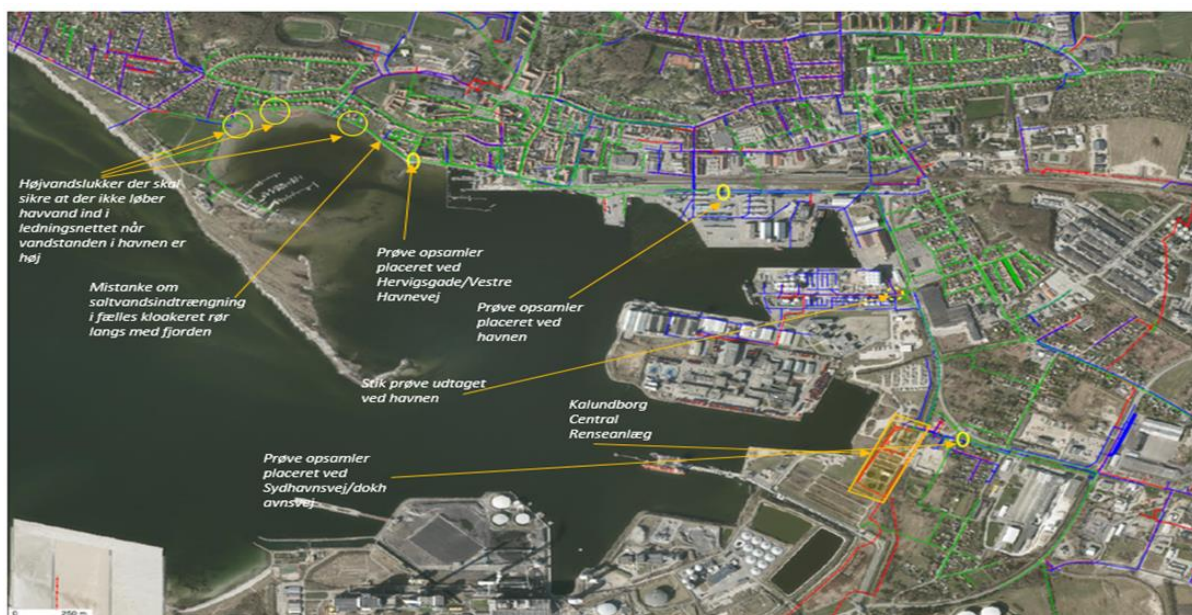 Højvandslukker der skal
sikre at der ikke løber
havvand ind i
ledningsnettet når
vandstanden i havnen er
høj
Mistanke om
saltvandsindtrængning
i fælles kloakeret rør
langs med fjorden
Prøve opsamler
placeret ved
Hervigsgade/Vestre
Havnevej
Prøve opsamler
placeret ved
havnen
Stik prøve udtaget
ved havnen
Kalundborg
Central
Renseanlæg
Prøve opsamler
placeret ved
Sydhavnsvej/dokh
avnsvej
0 250 m